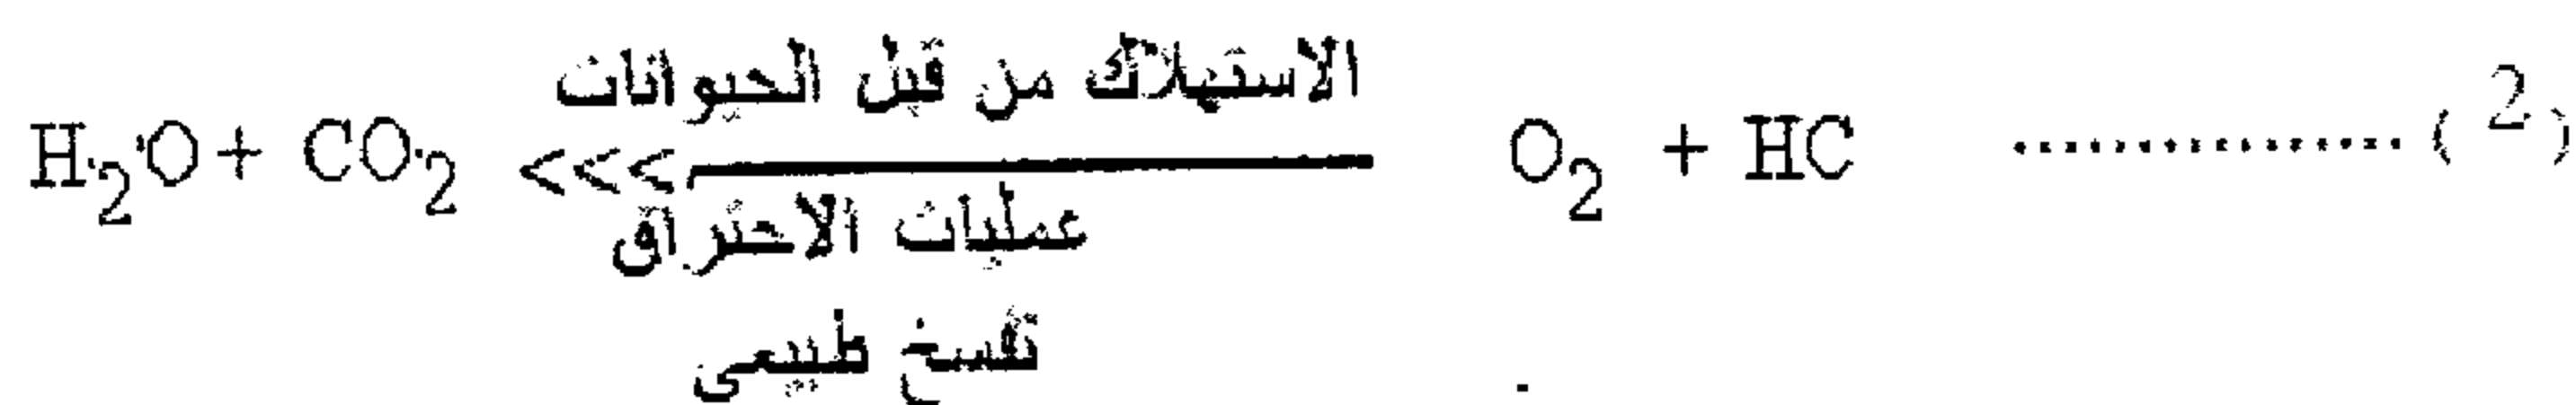 الاستهلاك من قبل الحيوانات
H₂O + CO₂ <<<——— O₂ + HC ...............(2)
عمليات الاحتراق
تفسخ طبيعي